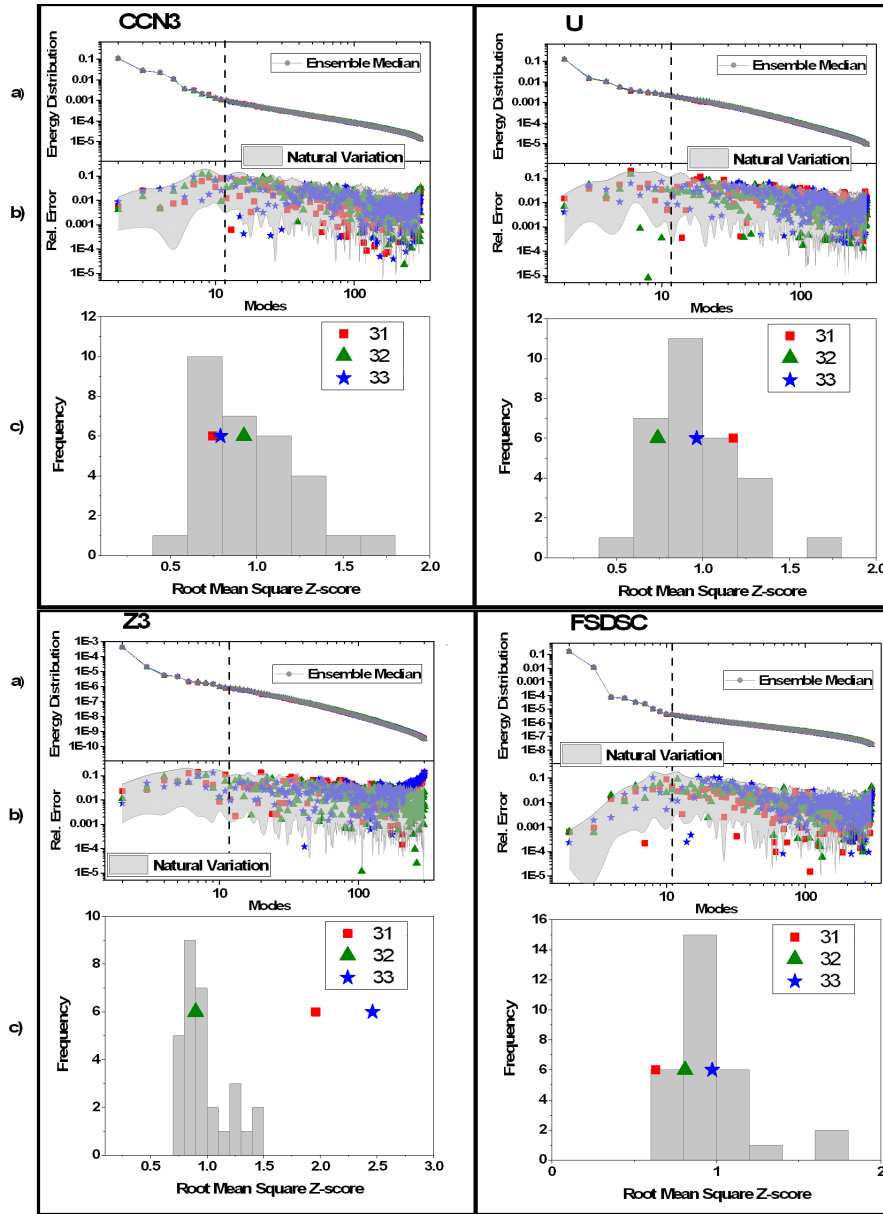 CCN3
a)
Energy Distribution
0.1
0.01
0.001
1E-4
1E-5
Ensemble Median
Natural Variation
b)
Rel. Error
0.1
0.01
0.001
1E-4
1E-5
10
100
Modes
c)
Frequency
12
10
8
6
4
2
0
31
32
33
0.5
1.0
1.5
2.0
Root Mean Square Z-score
U
Energy Distribution
0.1
0.01
0.001
1E-4
1E-5
Ensemble Median
Natural Variation
Rel. Error
0.1
0.01
0.001
1E-4
1E-5
10
100
Modes
Frequency
12
10
8
6
4
2
0
31
32
33
0.5
1.0
1.5
2.0
Root Mean Square Z-score
Z3
a)
Energy Distribution
1E-3
1E-4
1E-5
1E-6
1E-7
1E-8
1E-9
1E-10
Ensemble Median
b)
Rel. Error
0.1
0.01
0.001
1E-4
1E-5
Natural Variation
10
100
Modes
c)
Frequency
10
8
6
4
2
0
31
32
33
0.5
1.0
1.5
2.0
2.5
3.0
Root Mean Square Z-score
FSDSC
Energy Distribution
0.1
0.01
0.001
1E-4
1E-5
1E-6
1E-7
1E-8
Ensemble Median
Natural Variation
Rel. Error
0.1
0.01
0.001
1E-4
1E-5
10
100
Modes
Frequency
16
14
12
10
8
6
4
2
0
31
32
33
0
1
2
Root Mean Square Z-score